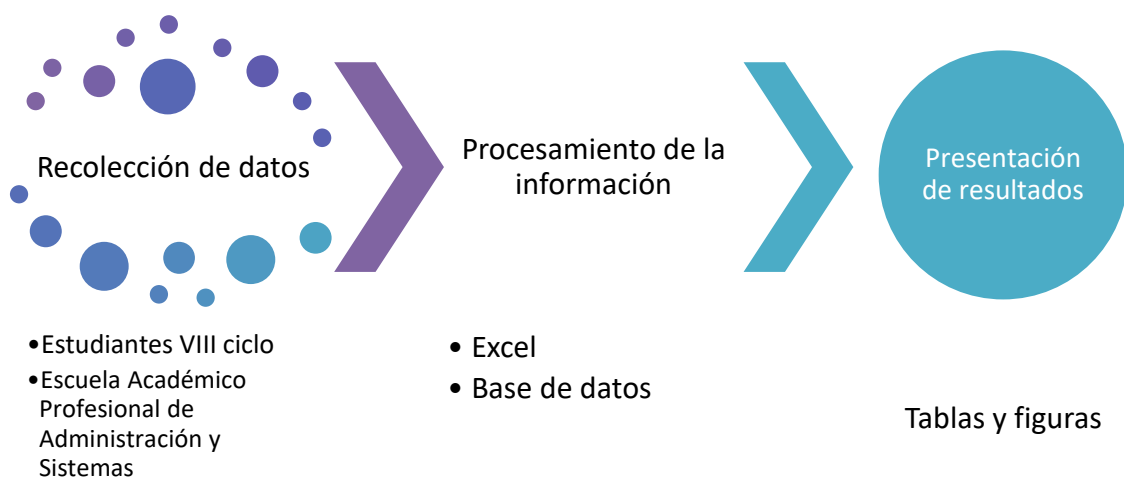 Recolección de datos
•Estudiantes VIII ciclo
•Escuela Académico
Profesional de
Administración y
Sistemas
Procesamiento de la
información
• Excel
• Base de datos
Presentación
de resultados
Tablas y figuras